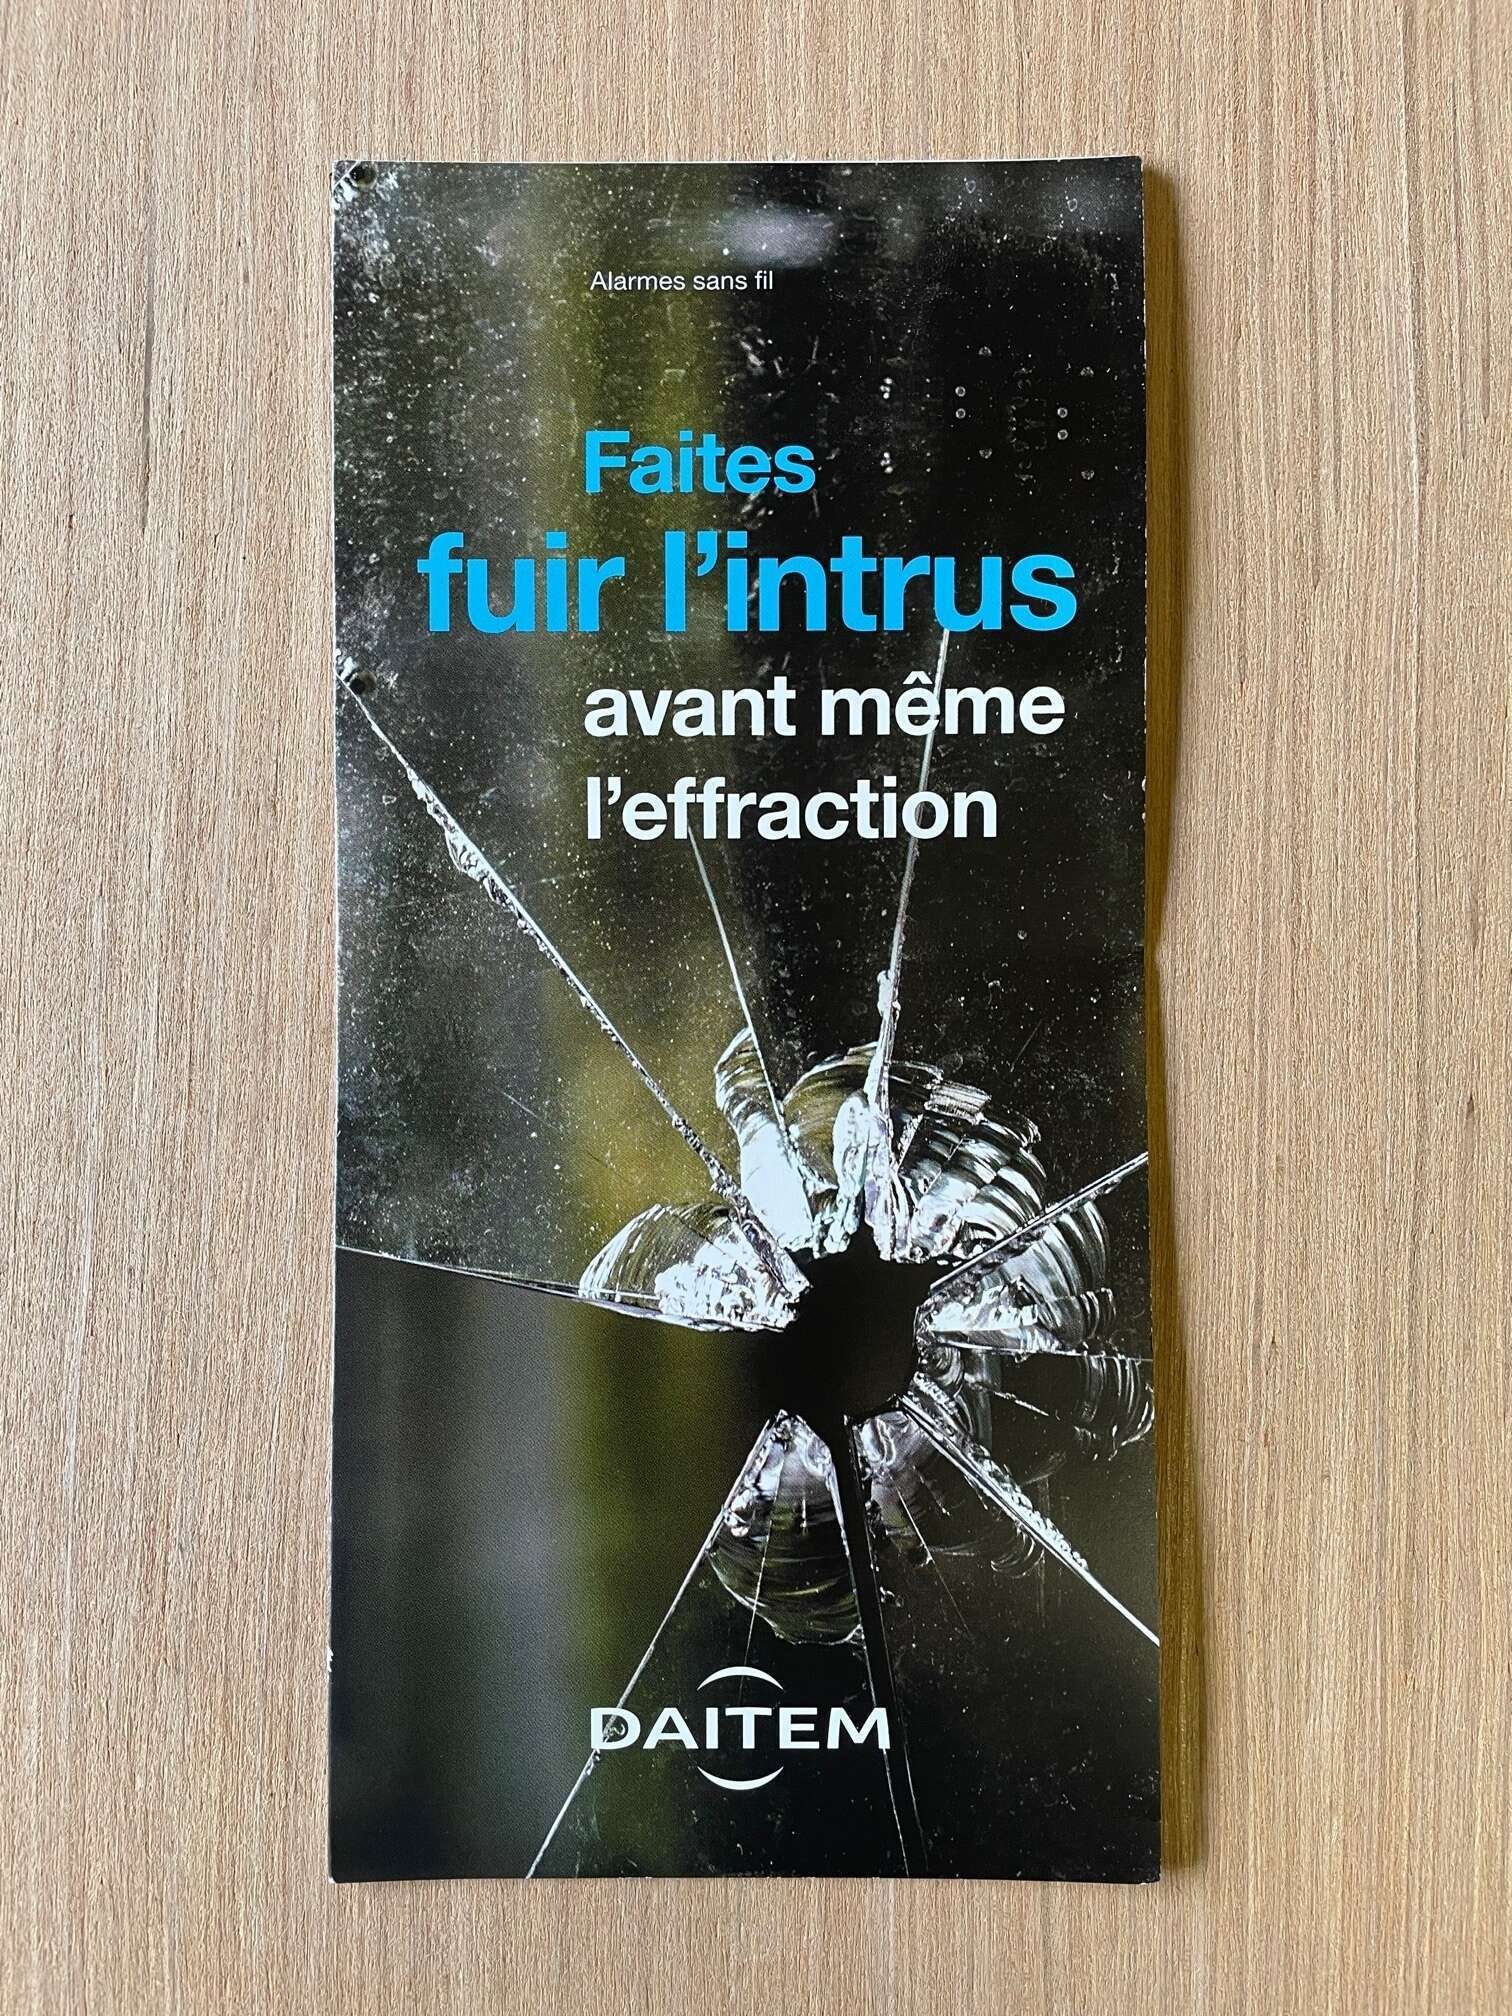 Alarmes sans fil
Faites
fuir l'intrus
avant même
l'effraction
DAITEM